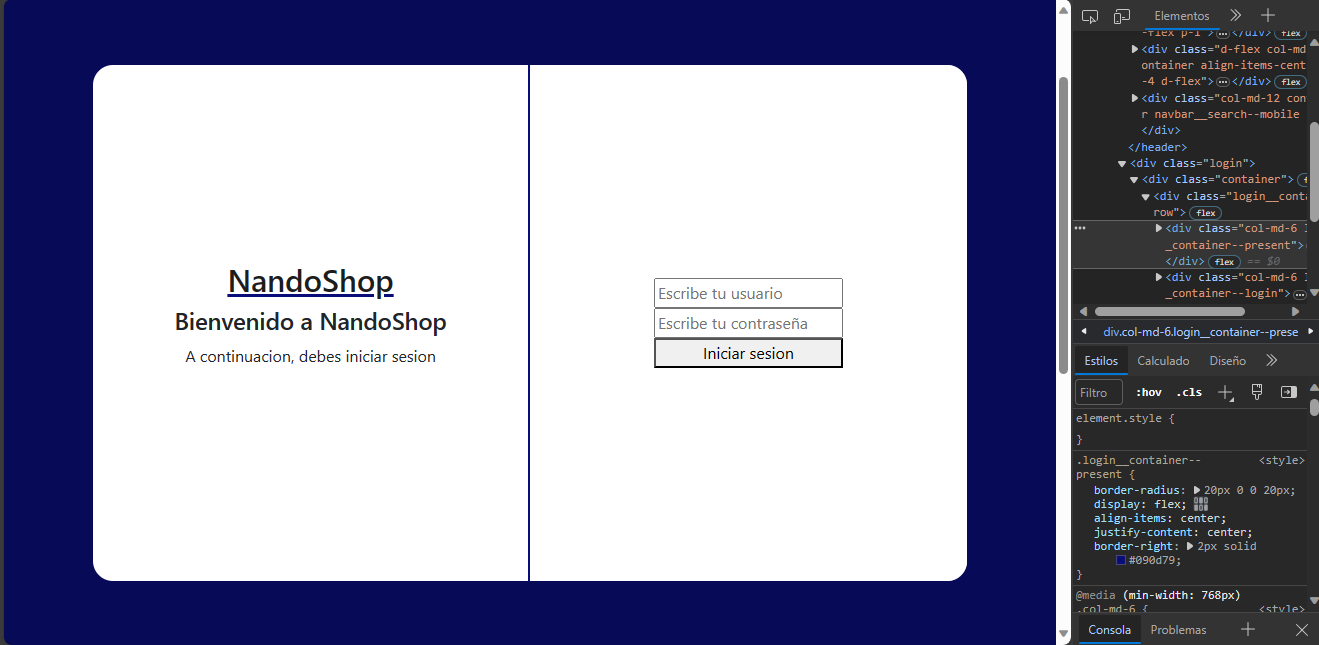 NandoShop
Bienvenido a NandoShop
A continuacion, debes iniciar sesion
Escribe tu usuario
Escribe tu contraseña
Iniciar sesion
Elementos
-flex p-1">…</div> flex
<div class="d-flex col-md
ontainer align-items-cent
-4 d-flex">…</div> flex
<div class="col-md-12 con
r navbar__search--mobile
</div>
</header>
<div class="login">
<div class="container">
<div class="login__conta
row"> flex
<div class="col-md-6 l
_container--present">
</div> flex == $0
<div class="col-md-6 l
_container--login">…
div.col-md-6.login__container--prese
Estilos Calculado Diseño
Filtro :hov .cls
element.style {
}
.login__container-- <style>
present {
border-radius: 20px 0 0 20px;
display: flex;
align-items: center;
justify-content: center;
border-right: 2px solid
#090d79;
}
@media (min-width: 768px)
.col-md-6 { <style>
Consola Problemas